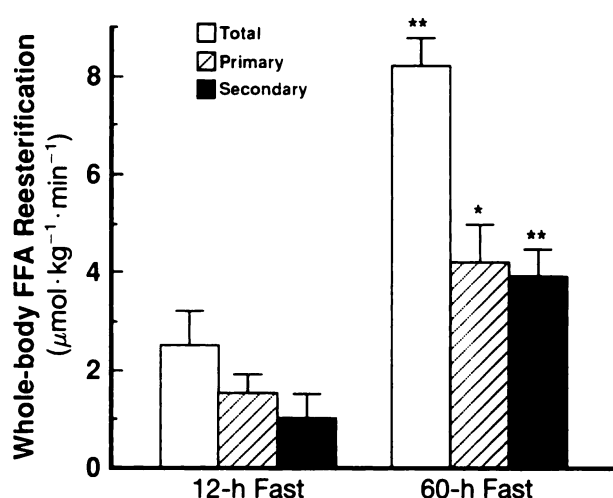 Whole-body FFA Reesterification
(μmol·kg⁻¹·min⁻¹)
8
6
4
2
0
Total
Primary
Secondary
**
*
**
12-h Fast
60-h Fast